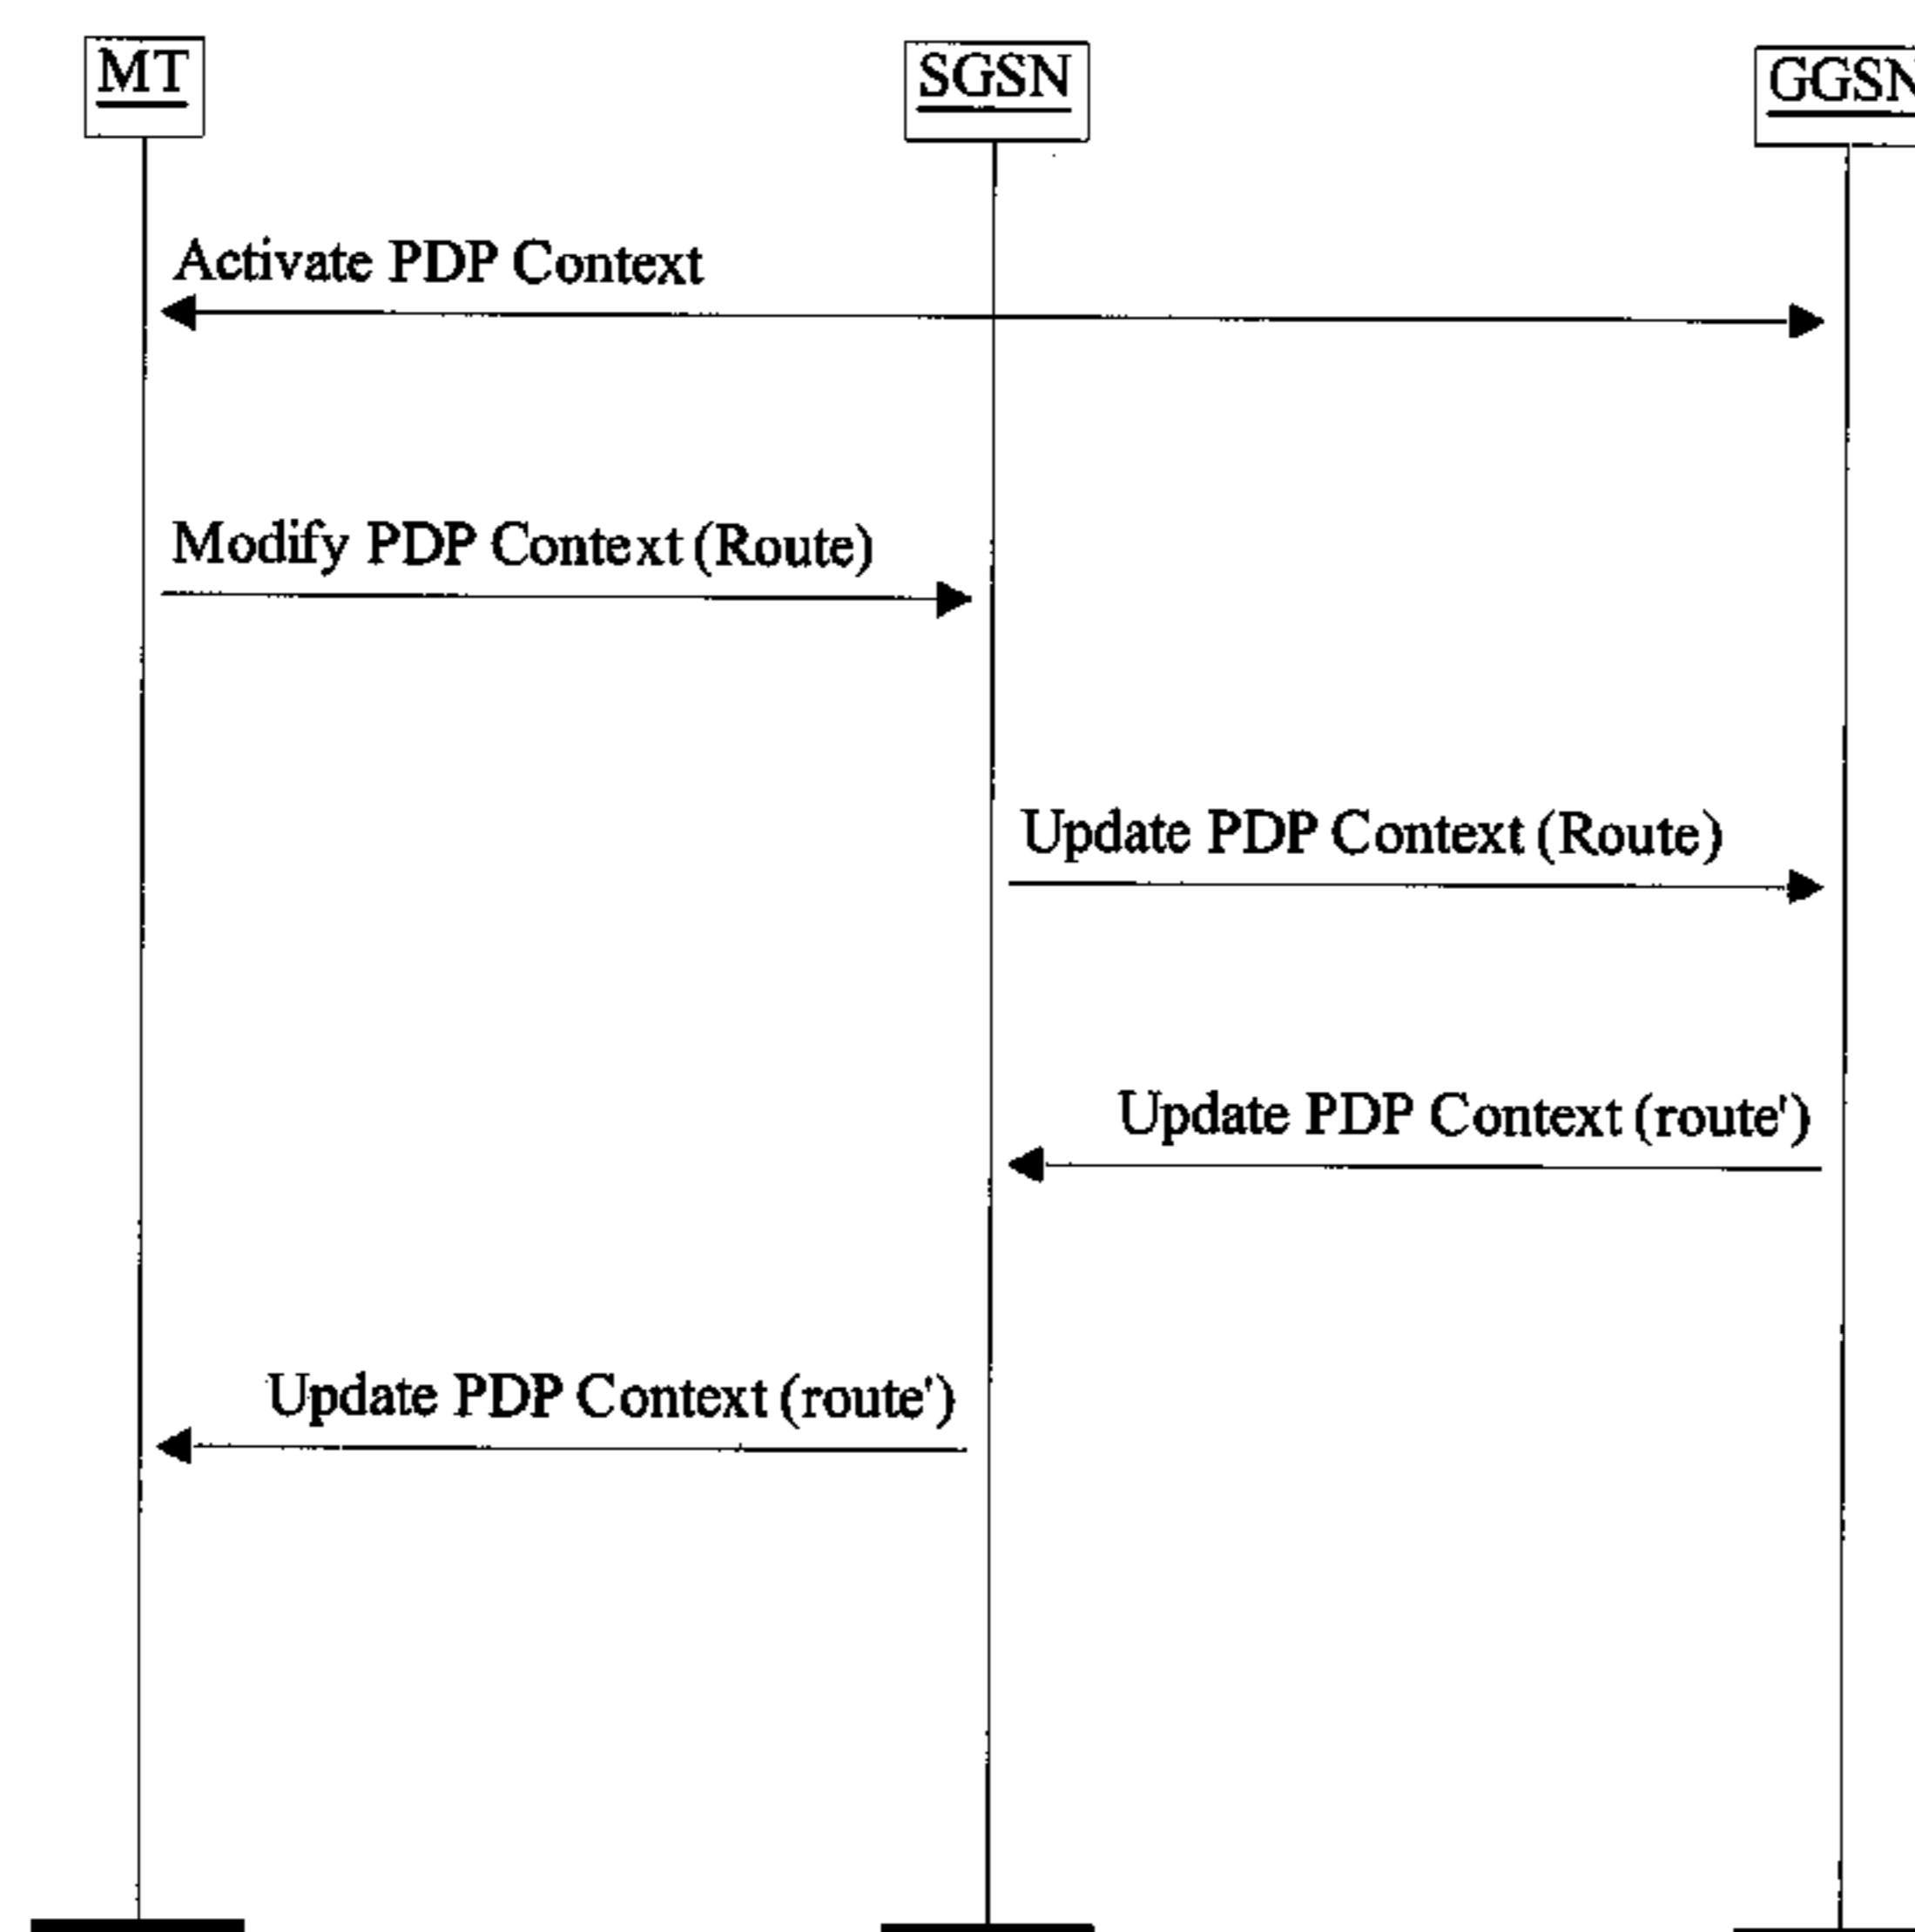 MT
SGSN
GGSN
Activate PDP Context
Modify PDP Context (Route)
Update PDP Context (Route)
Update PDP Context (route')
Update PDP Context (route')